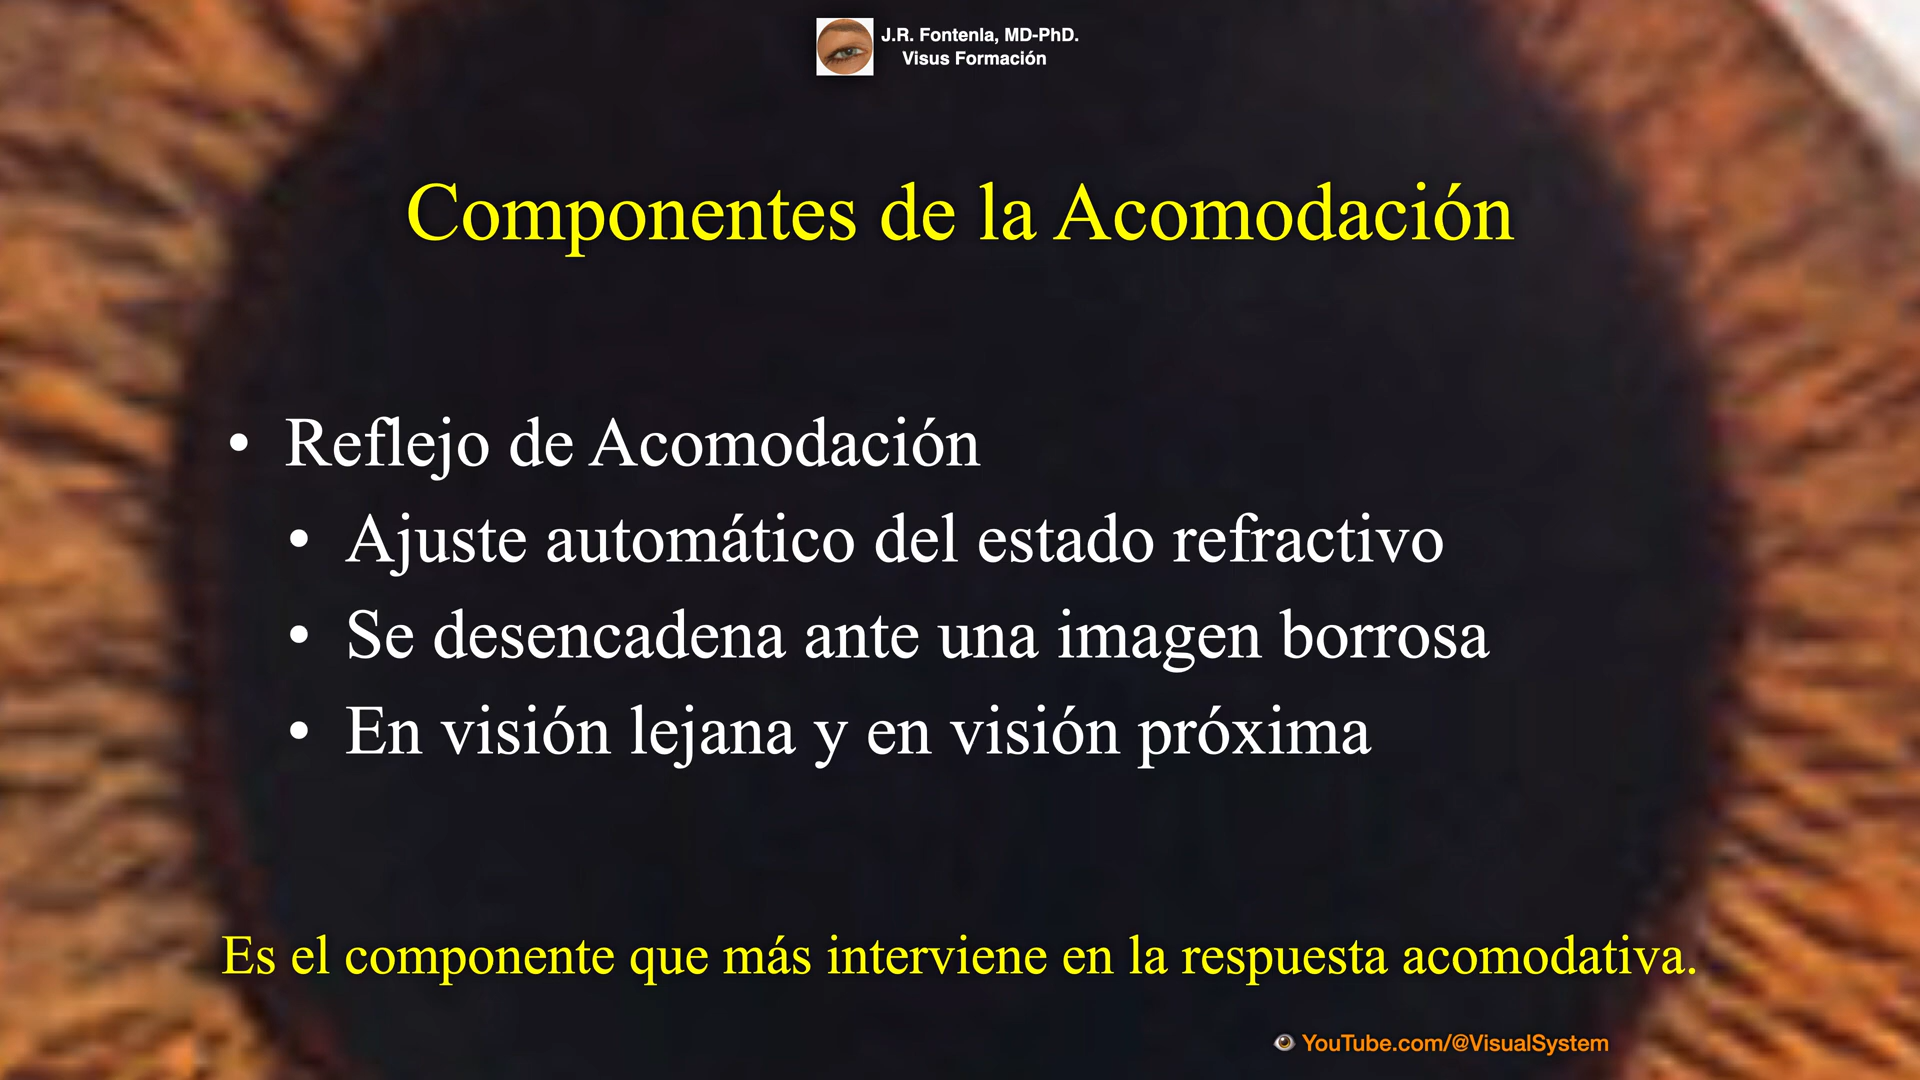 J.R. Fontenla, MD-PhD.
Visus Formación
Componentes de la Acomodación
• Reflejo de Acomodación
• Ajuste automático del estado refractivo
• Se desencadena ante una imagen borrosa
• En visión lejana y en visión próxima
Es el componente que más interviene en la respuesta acomodativa.
YouTube.com/@VisualSystem